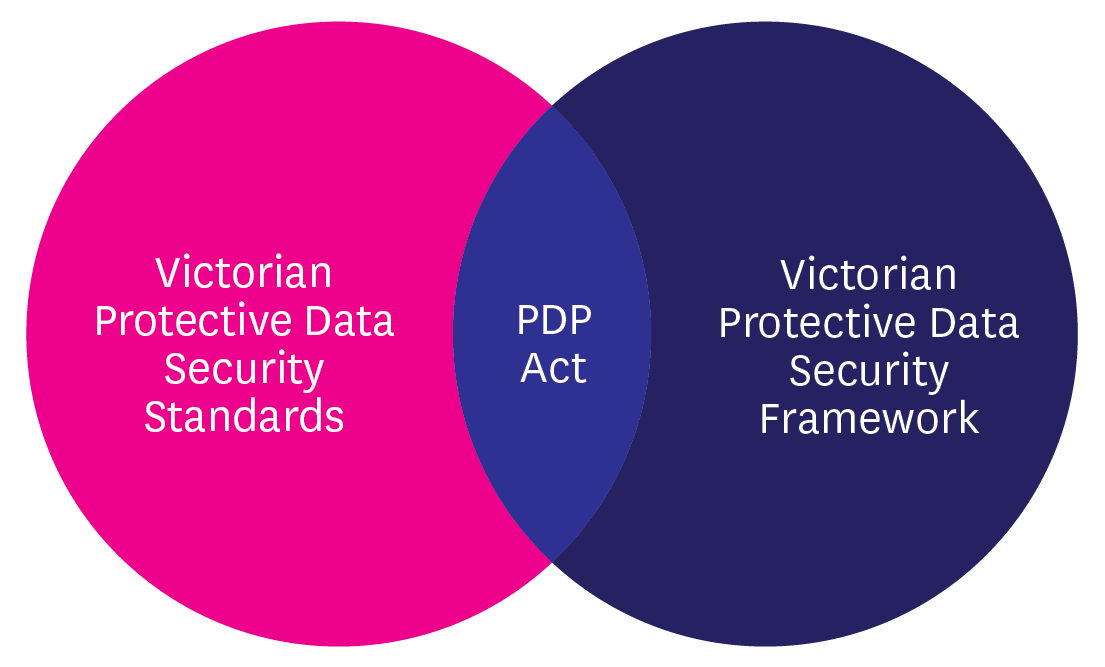 Victorian
Protective Data
Security
Standards
PDP
Act
Victorian
Protective Data
Security
Framework